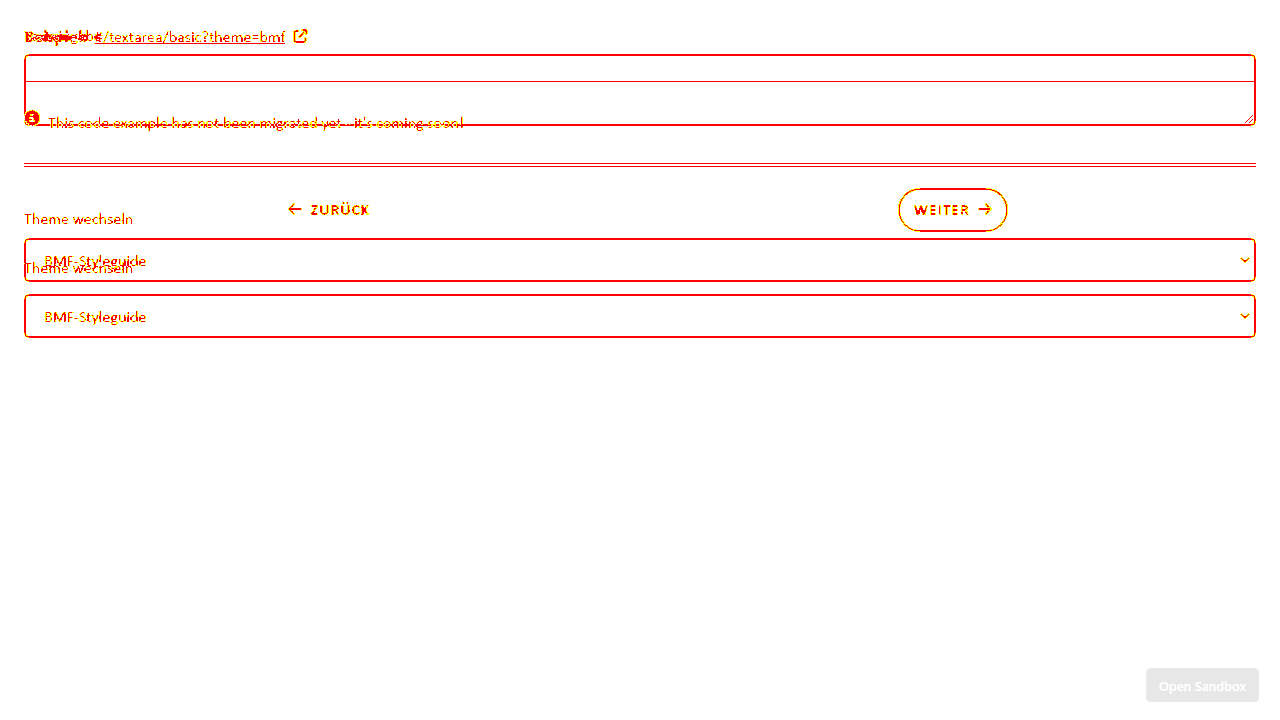 #/textarea/basic?theme=bmf
This code example has not been migrated yet - it's coming soon!
ZURÜCK WEITER
Theme wechseln
BMF-Styleguide
Theme wechseln
BMF-Styleguide
Open Sandbox